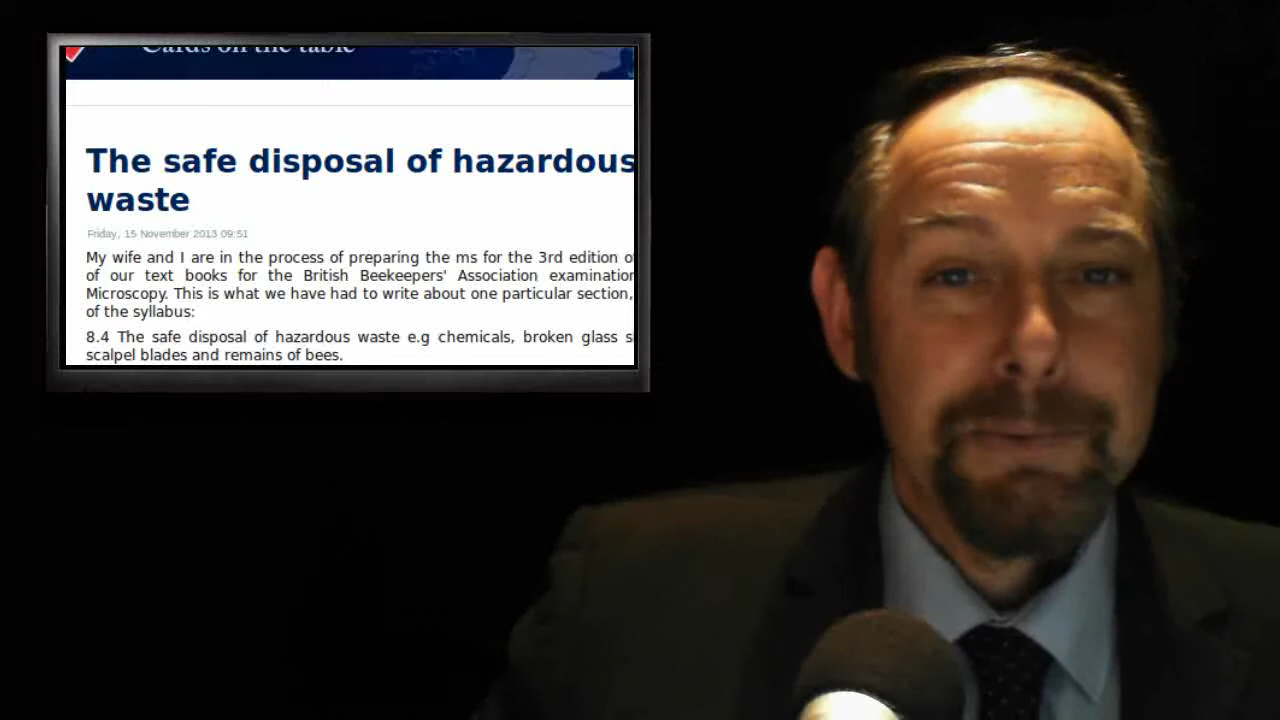 Cards on the table
The safe disposal of hazardous
waste
Friday, 15 November 2013 09:51
My wife and I are in the process of preparing the ms for the 3rd edition
of our text books for the British Beekeepers' Association examination
Microscopy. This is what we have had to write about one particular section,
of the syllabus:
8.4 The safe disposal of hazardous waste e.g chemicals, broken glass
scalpel blades and remains of bees.